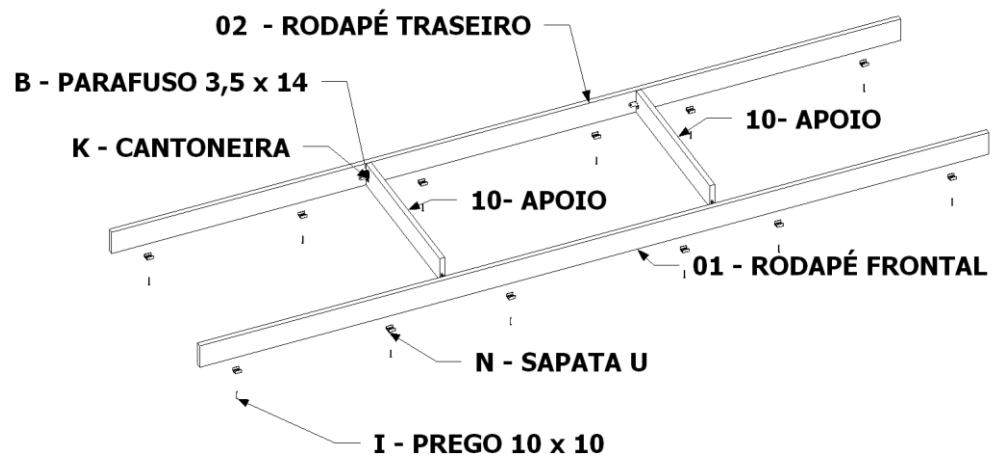 02 - RODAPÉ TRASEIRO
B - PARAFUSO 3,5 x 14
10- APOIO
K - CANTONEIRA
10- APOIO
01 - RODAPÉ FRONTAL
N - SAPATA U
I - PREGO 10 x 10